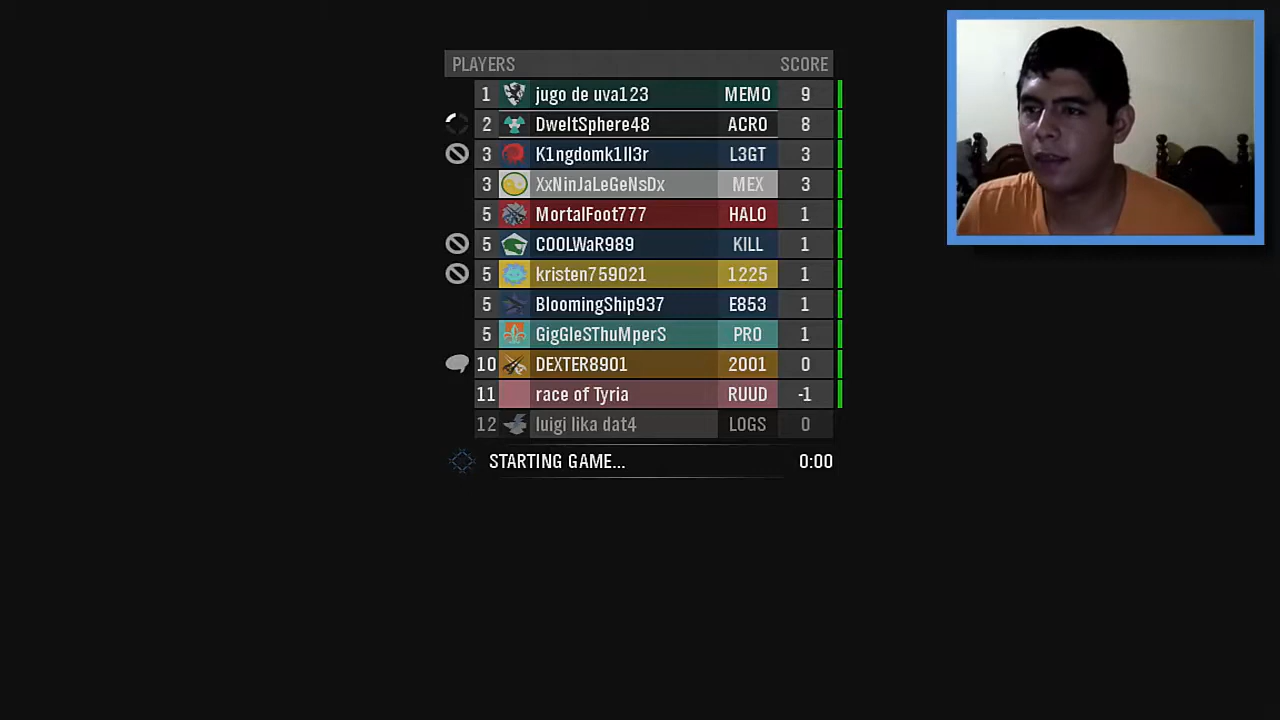 PLAYERS SCORE
1 jugo de uva123 MEMO 9
2 DweltSphere48 ACRO 8
3 K1ngdomk1ll3r L3GT 3
3 XxNinJaLeGeNsDx MEX 3
5 MortalFoot777 HALO 1
5 COOLWaR989 KILL 1
5 kristen759021 1225 1
5 BloomingShip937 E853 1
5 GigGleSThuMperS PRO 1
10 DEXTER8901 2001 0
11 race of Tyria RUUD -1
12 luigi lika dat4 LOGS 0
STARTING GAME... 0:00